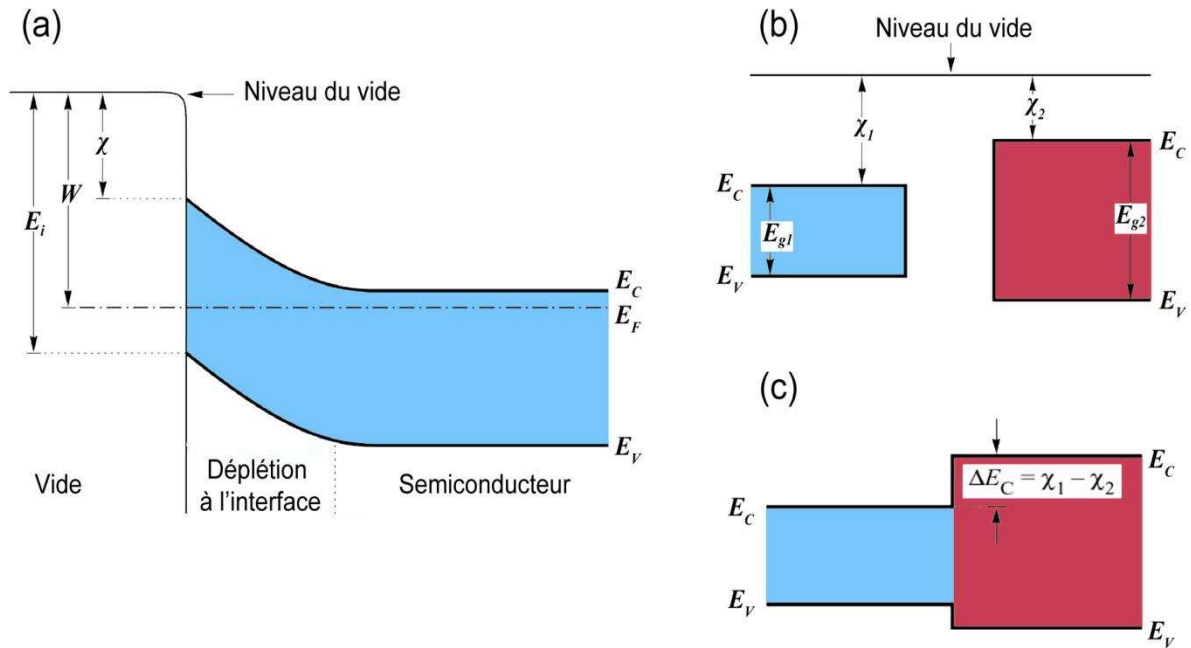 (a)
Niveau du vide
χ
W
E_i
E_C
E_F
E_V
Vide
Déplétion
à l'interface
Semiconducteur
(b)
Niveau du vide
χ_1
χ_2
E_C
E_g1
E_V
E_C
E_g2
E_V
(c)
E_C
ΔE_C = χ_1 – χ_2
E_C
E_V
E_V